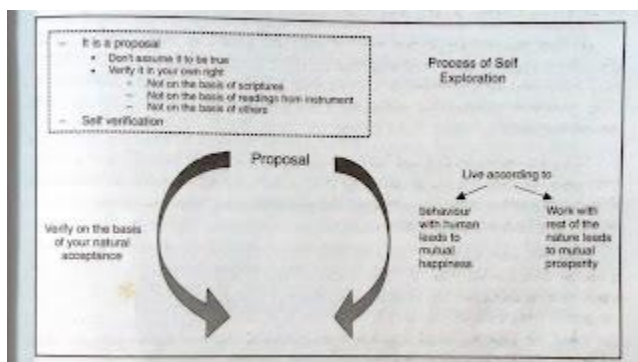 – It is a proposal
• Don't assume it to be true
• Verify it in your own right
– Not on the basis of scriptures
– Not on the basis of readings from instrument
– Not on the basis of others
– Self verification
Process of Self
Exploration
Proposal
Verify on the basis
of your natural
acceptance
Live according to
behaviour
with human
leads to
mutual
happiness
Work with
rest of the
nature leads
to mutual
prosperity